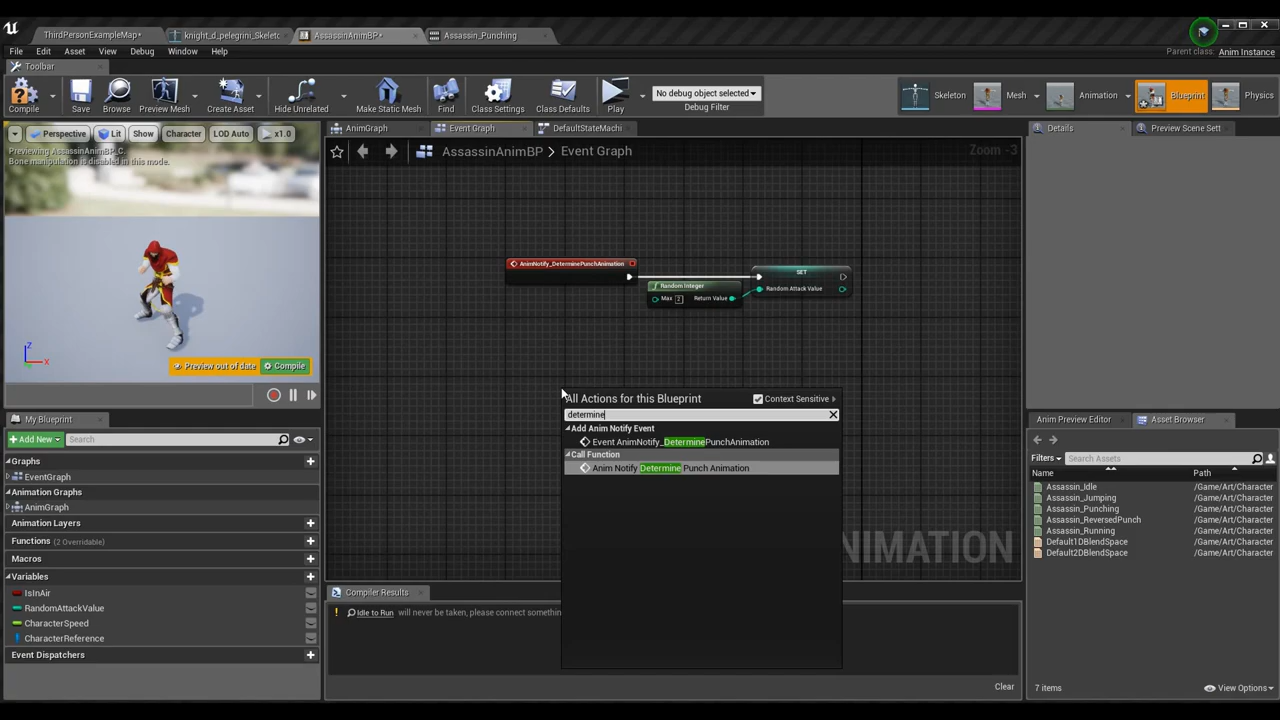 ThirdPersonExampleMap•
knight_d_pelegrini_Skeleto
AssassinAnimBP•
Assassin_Punching
File Edit Asset View Debug Window Help
Parent class: Anim Instance
Toolbar
Compile
Save
Browse
Preview Mesh
Create Asset
Hide Unrelated
Make Static Mesh
Find
Class Settings
Class Defaults
Play
No debug object selected
Debug Filter
Skeleton
Mesh
Animation
Blueprint
Physics
Perspective Lit Show Character LOD Auto x1.0
Previewing AssassinAnimBP_C.
Bone manipulation is disabled in this mode.
Preview out of date
Compile
Z
X
AnimGraph
Event Graph
DefaultStateMachi
AssassinAnimBP > Event Graph
Zoom -3
AnimNotify_DeterminePunchAnimation
Random Integer
Max 2 Return Value
SET
Random Attack Value
All Actions for this Blueprint
Context Sensitive
determine
Add Anim Notify Event
Event AnimNotify_DeterminePunchAnimation
Call Function
Anim Notify Determine Punch Animation
NIMATION
Compiler Results
Idle to Run will never be taken, please connect somethin
Clear
My Blueprint
Add New Search
Graphs
EventGraph
Animation Graphs
AnimGraph
Animation Layers
Functions (2 Overridable)
Macros
Variables
IsInAir
RandomAttackValue
CharacterSpeed
CharacterReference
Event Dispatchers
Details
Preview Scene Sett
Anim Preview Editor
Asset Browser
Filters Search Assets
Name Path
Assassin_Idle /Game/Art/Character
Assassin_Jumping /Game/Art/Character
Assassin_Punching /Game/Art/Character
Assassin_ReversedPunch /Game/Art/Character
Assassin_Running /Game/Art/Character
Default1DBlendSpace /Game/Art/Character
Default2DBlendSpace /Game/Art/Character
7 items
View Options